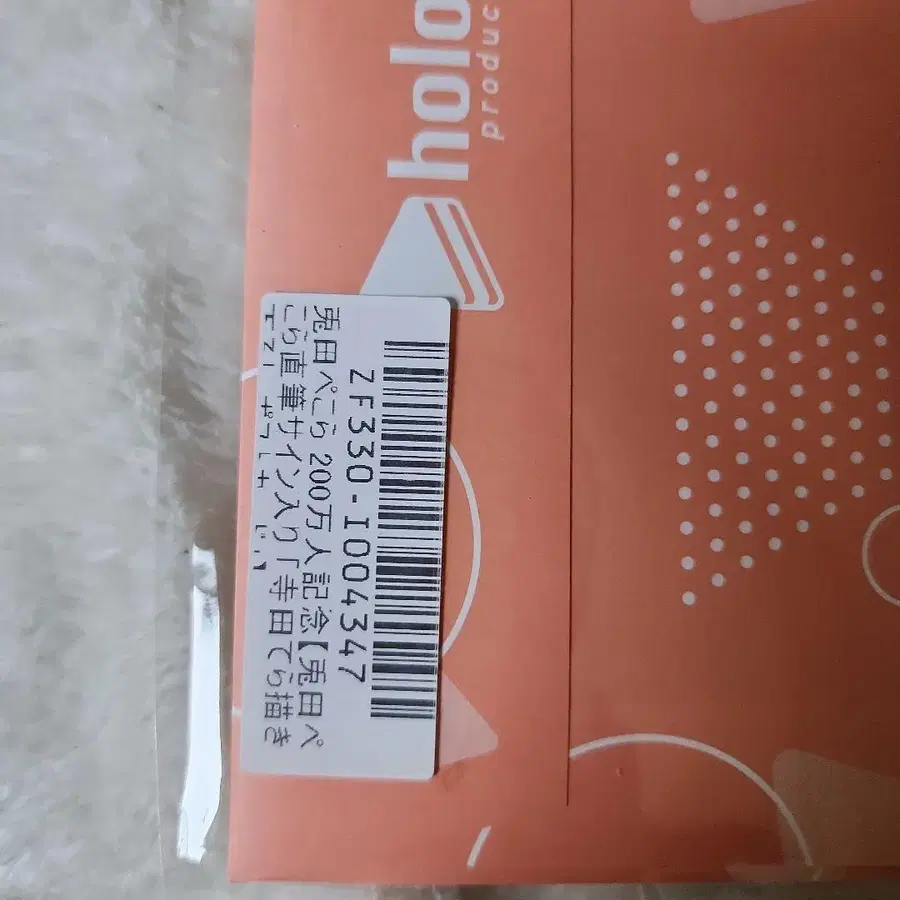 holo
produc
ZF330-I004347
兎田ぺこら 200万人記念【兎田ぺ
こら直筆サイン入り「寺田てら描き